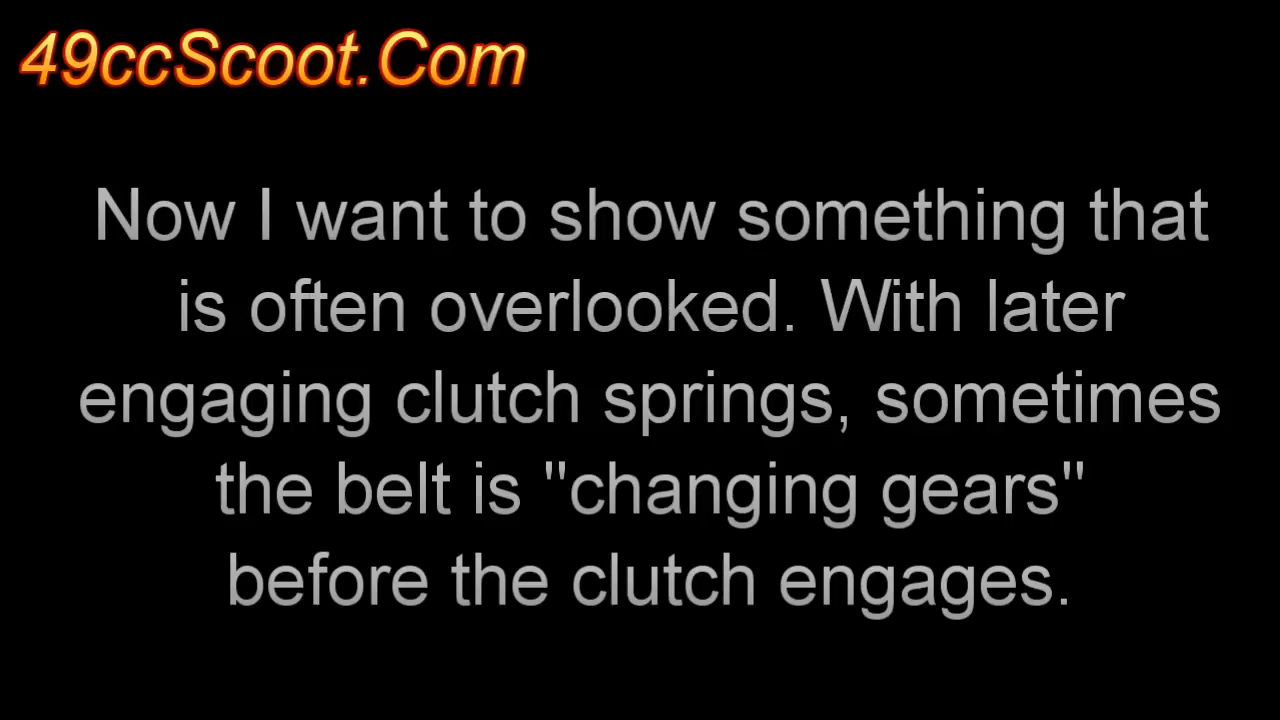 49ccScoot.Com
Now I want to show something that
is often overlooked. With later
engaging clutch springs, sometimes
the belt is "changing gears"
before the clutch engages.